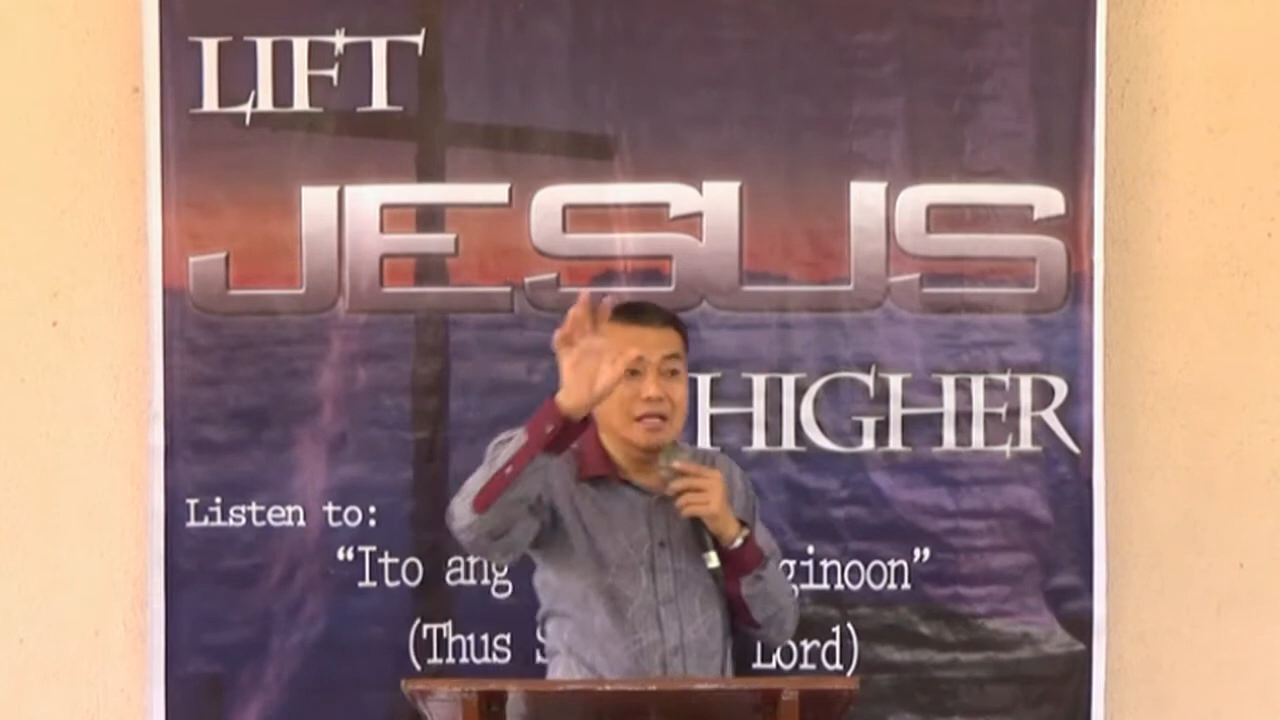 LIFT
JESUS
HIGHER
Listen to:
“Ito ang ginoon”
(Thus Lord)